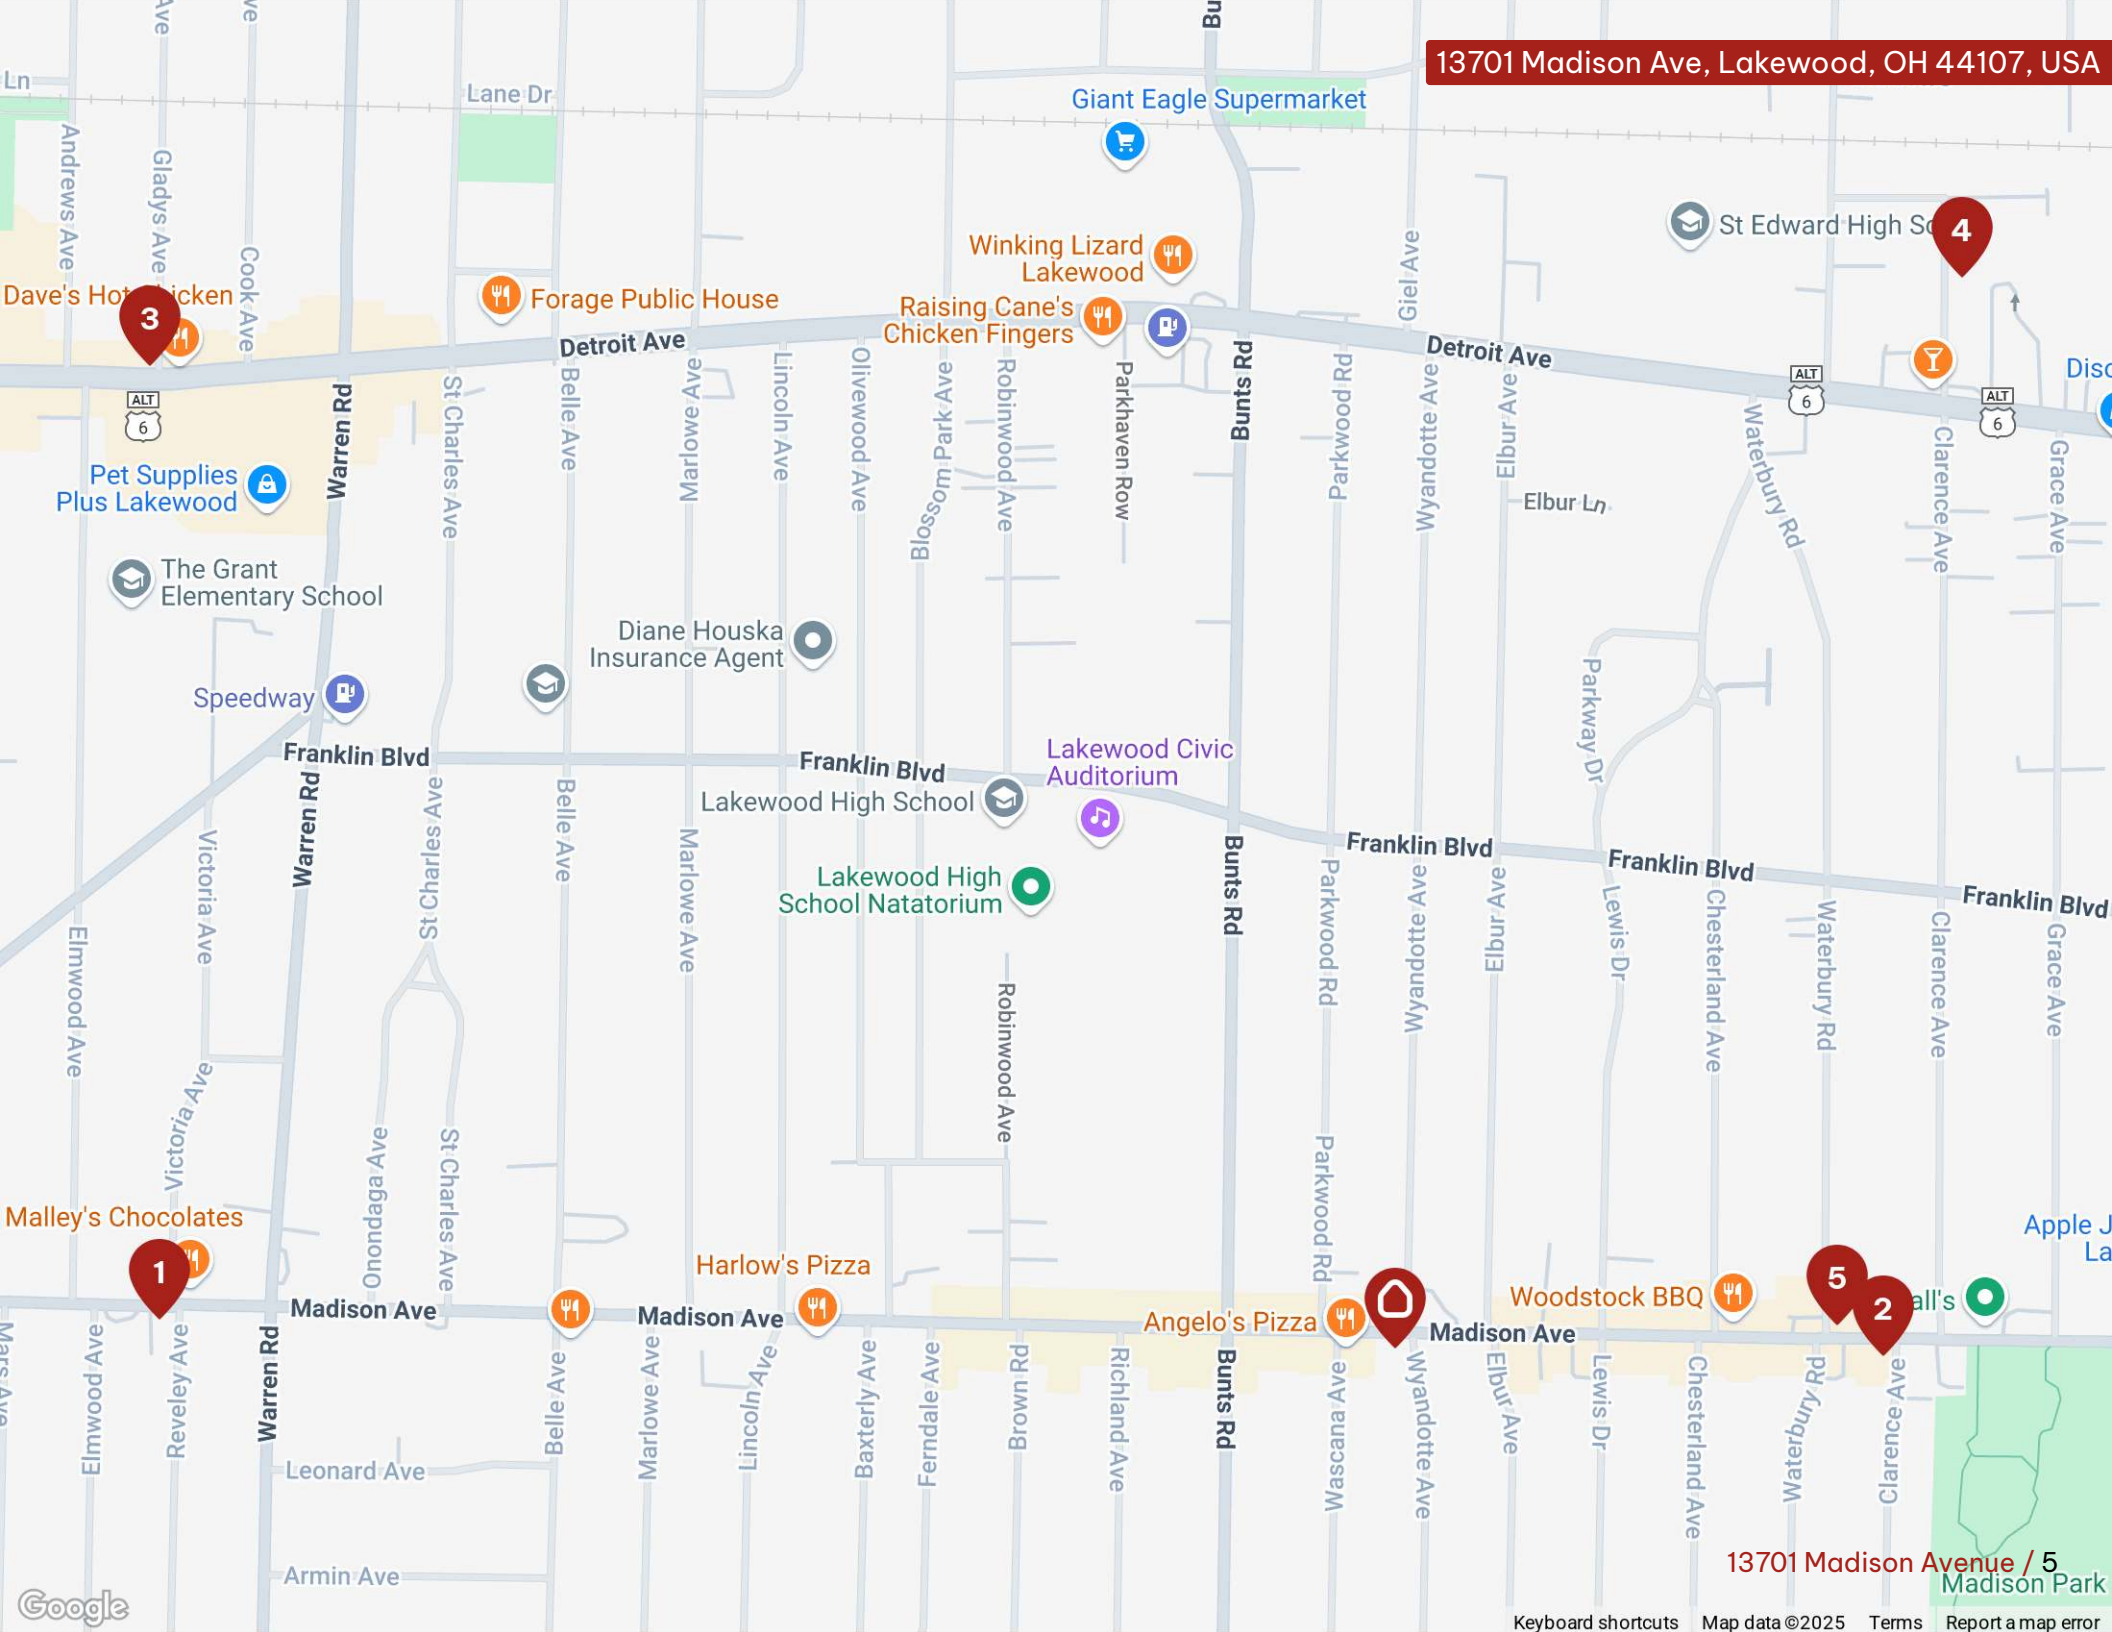 13701 Madison Ave, Lakewood, OH 44107, USA
Ave
ve
Bu
Ln
Lane Dr
Giant Eagle Supermarket
Andrews Ave
Gladys Ave
Cook Ave
St Edward High Sc
4
Winking Lizard
Lakewood
Giel Ave
Dave's Hot
icken
3
Forage Public House
Raising Cane's
Chicken Fingers
Detroit Ave
Detroit Ave
Disc
ALT
6
ALT
6
ALT
6
Warren Rd
St Charles Ave
Belle Ave
Marlowe Ave
Lincoln Ave
Olivewood Ave
Blossom Park Ave
Robinwood Ave
Parkhaven Row
Bunts Rd
Parkwood Rd
Wyandotte Ave
Elbur Ave
Elbur Ln
Waterbury Rd
Clarence Ave
Grace Ave
Pet Supplies
Plus Lakewood
The Grant
Elementary School
Diane Houska
Insurance Agent
Speedway
Parkway Dr
Franklin Blvd
Franklin Blvd
Lakewood Civic
Auditorium
Lakewood High School
Franklin Blvd
Franklin Blvd
Franklin Blvd
Lakewood High
School Natatorium
Elmwood Ave
Victoria Ave
Warren Rd
St Charles Ave
Belle Ave
Marlowe Ave
Robinwood Ave
Bunts Rd
Parkwood Rd
Wyandotte Ave
Elbur Ave
Lewis Dr
Chesterland Ave
Waterbury Rd
Clarence Ave
Grace Ave
Victoria Ave
Onondaga Ave
St Charles Ave
Parkwood Rd
Malley's Chocolates
1
Harlow's Pizza
Apple J
La
Woodstock BBQ
5
2
all's
Madison Ave
Madison Ave
Angelo's Pizza
Madison Ave
Mars Ave
Elmwood Ave
Reveley Ave
Warren Rd
Belle Ave
Marlowe Ave
Lincoln Ave
Baxterly Ave
Ferndale Ave
Brown Rd
Richland Ave
Bunts Rd
Wascana Ave
Wyandotte Ave
Elbur Ave
Lewis Dr
Chesterland Ave
Waterbury Rd
Clarence Ave
Leonard Ave
Armin Ave
13701 Madison Avenue / 5
Madison Park
Google
Keyboard shortcuts Map data ©2025 Terms Report a map error